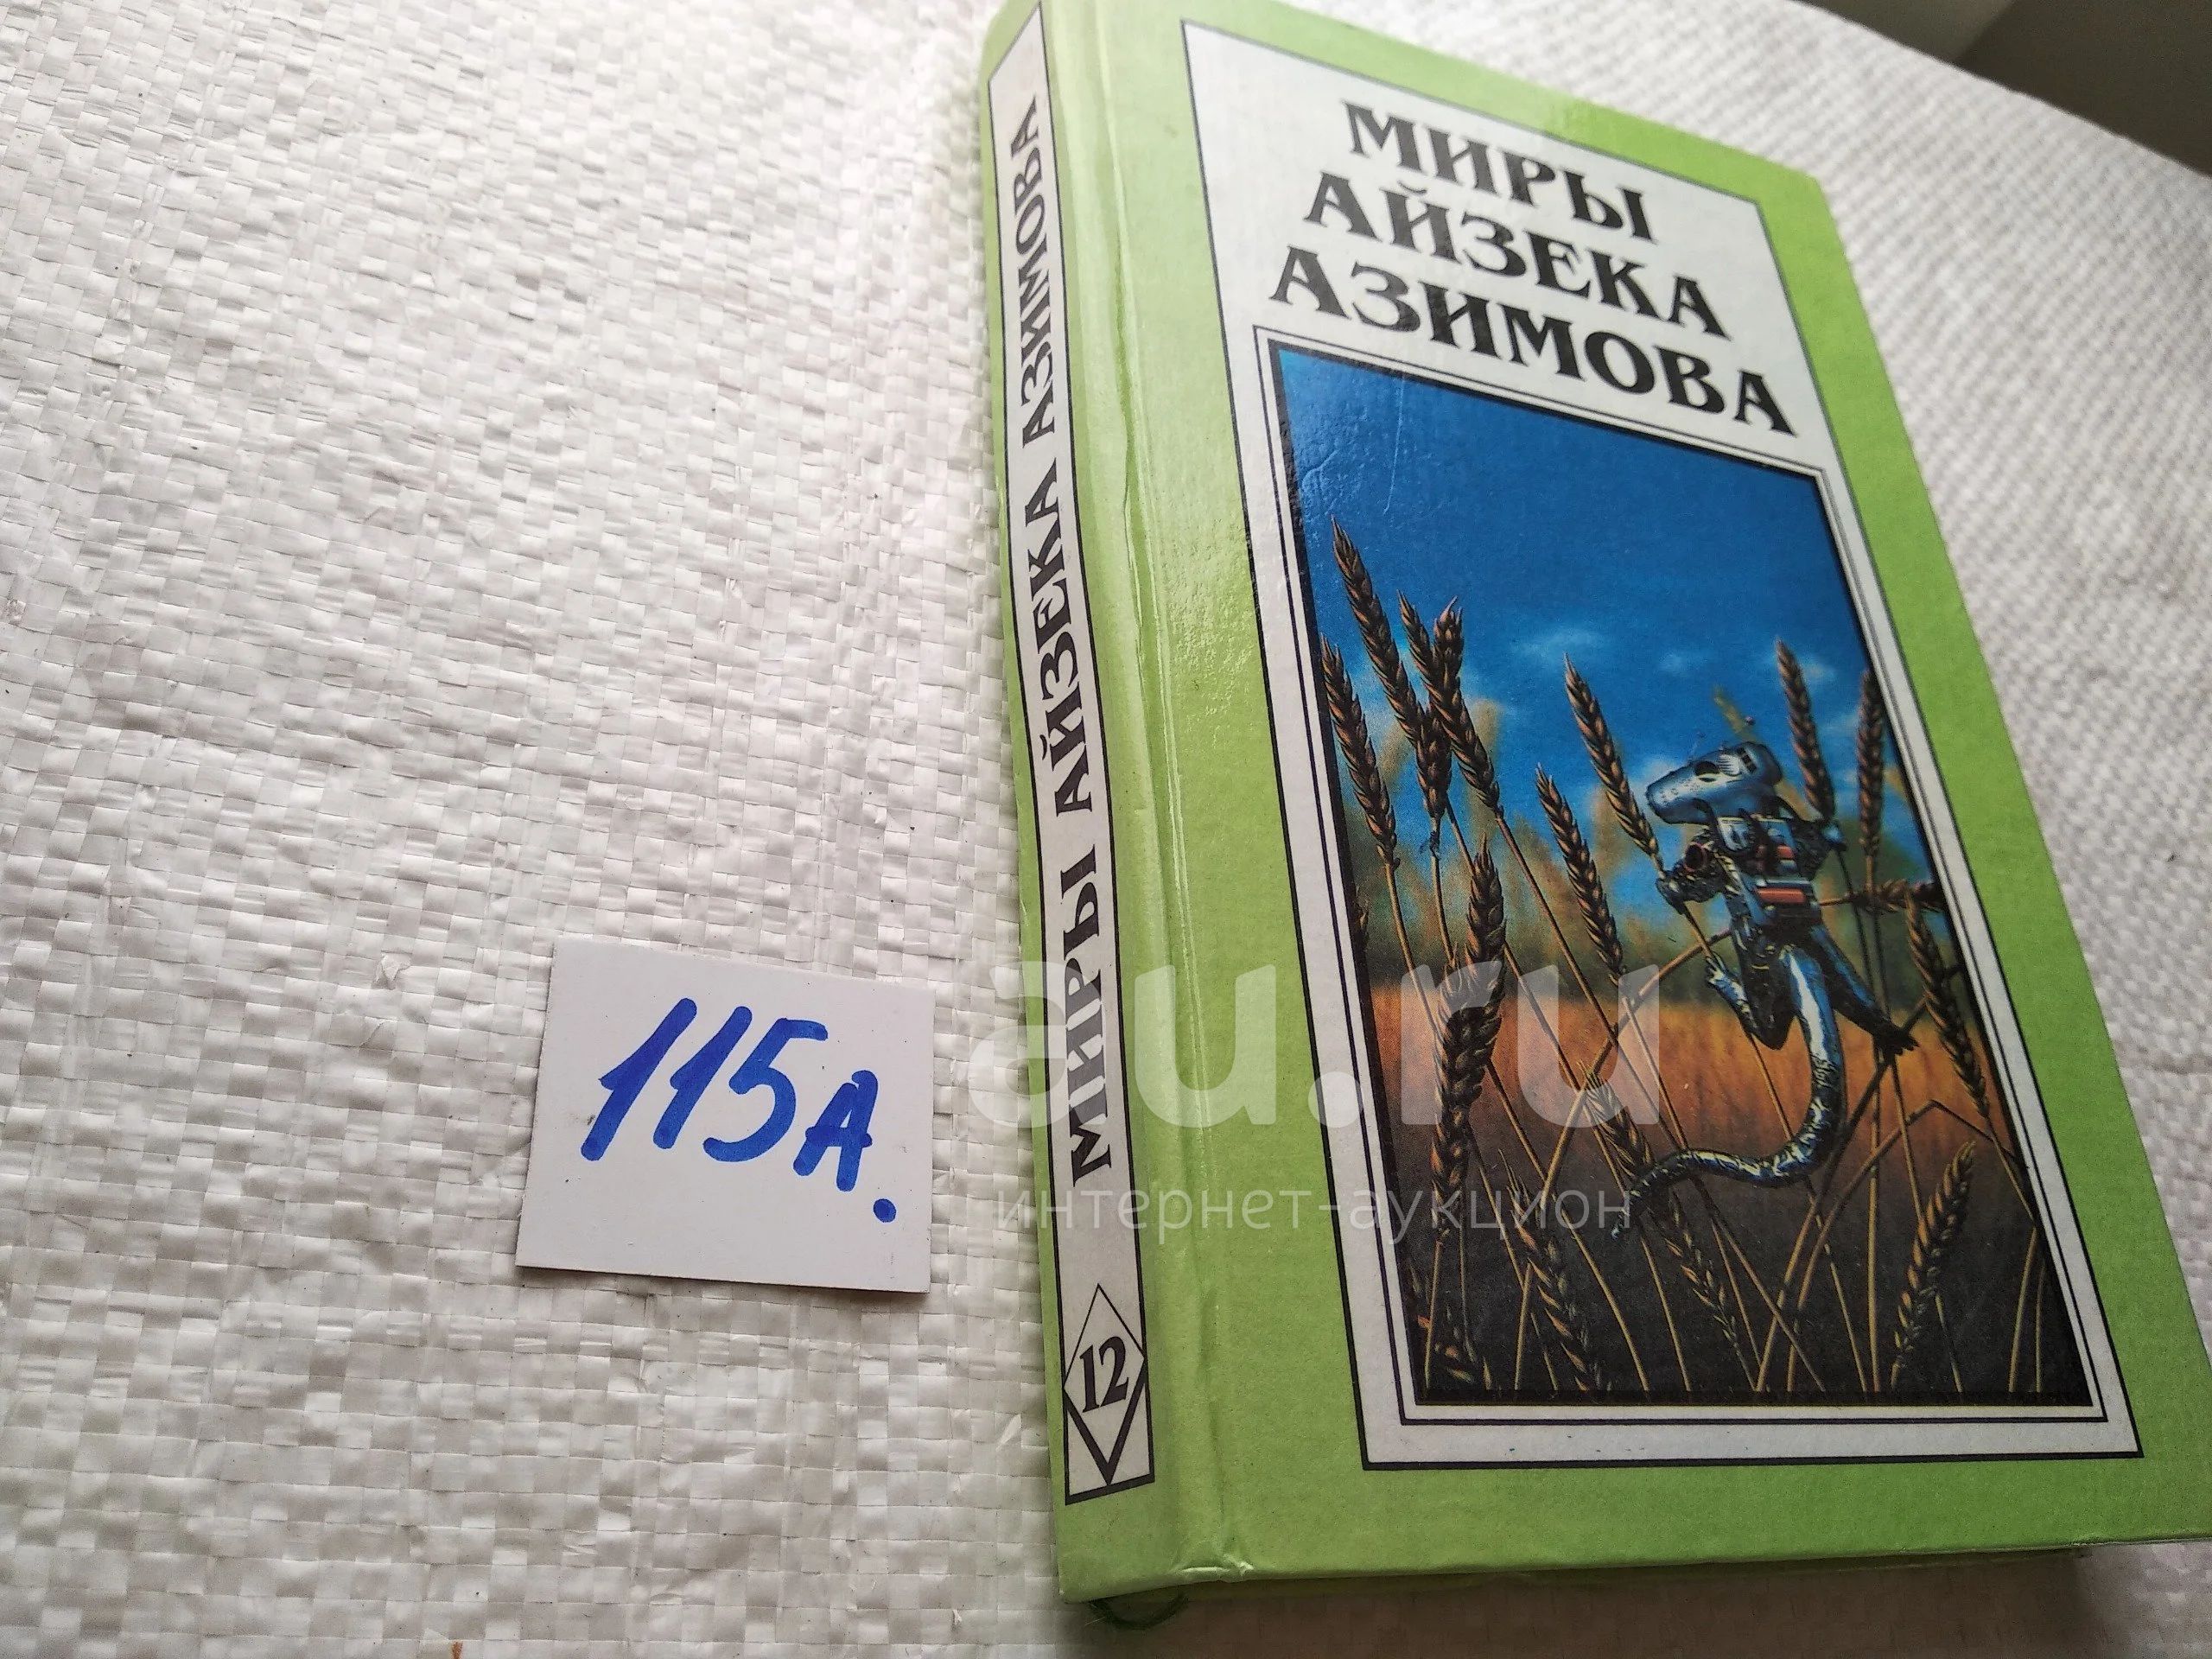 МИРЫ
АЙЗЕКА
АЗИМОВА
МИРЫ АЙЗЕКА АЗИМОВА
12
115А.
au.ru
интернет-аукцион